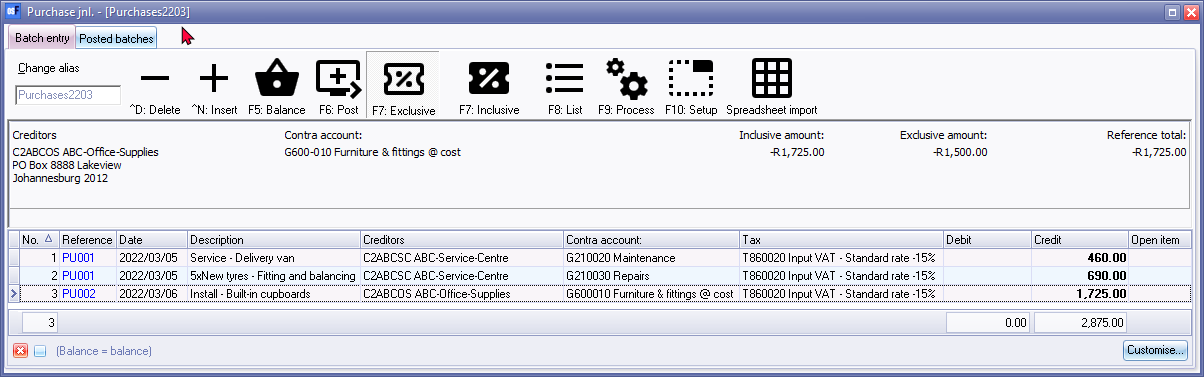 Purchase jnl. - [Purchases2203]
Batch entry Posted batches
Change alias
Purchases2203
^D: Delete ^N: Insert F5: Balance F6: Post F7: Exclusive F7: Inclusive F8: List F9: Process F10: Setup Spreadsheet import
Creditors Contra account: Inclusive amount: Exclusive amount: Reference total:
C2ABCOS ABC-Office-Supplies G600-010 Furniture & fittings @ cost -R1,725.00 -R1,500.00 -R1,725.00
PO Box 8888 Lakeview
Johannesburg 2012
No. Reference Date Description Creditors Contra account: Tax Debit Credit Open item
1 PU001 2022/03/05 Service - Delivery van C2ABCSC ABC-Service-Centre G210020 Maintenance T860020 Input VAT - Standard rate -15% 460.00
2 PU001 2022/03/05 5xNew tyres - Fitting and balancing C2ABCSC ABC-Service-Centre G210030 Repairs T860020 Input VAT - Standard rate -15% 690.00
3 PU002 2022/03/06 Install - Built-in cupboards C2ABCOS ABC-Office-Supplies G600010 Furniture & fittings @ cost T860020 Input VAT - Standard rate -15% 1,725.00
3 0.00 2,875.00
(Balance = balance) Customise...